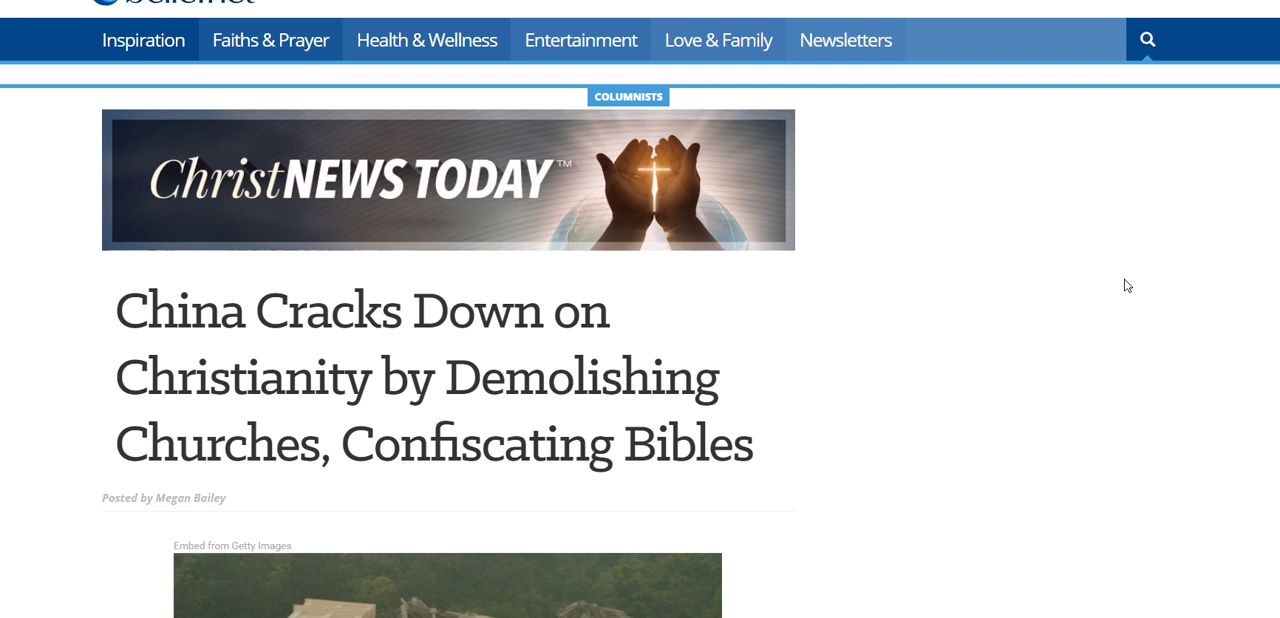 Inspiration Faiths & Prayer Health & Wellness Entertainment Love & Family Newsletters
COLUMNISTS
ChristNEWS TODAY™
China Cracks Down on
Christianity by Demolishing
Churches, Confiscating Bibles
Posted by Megan Bailey
Embed from Getty Images